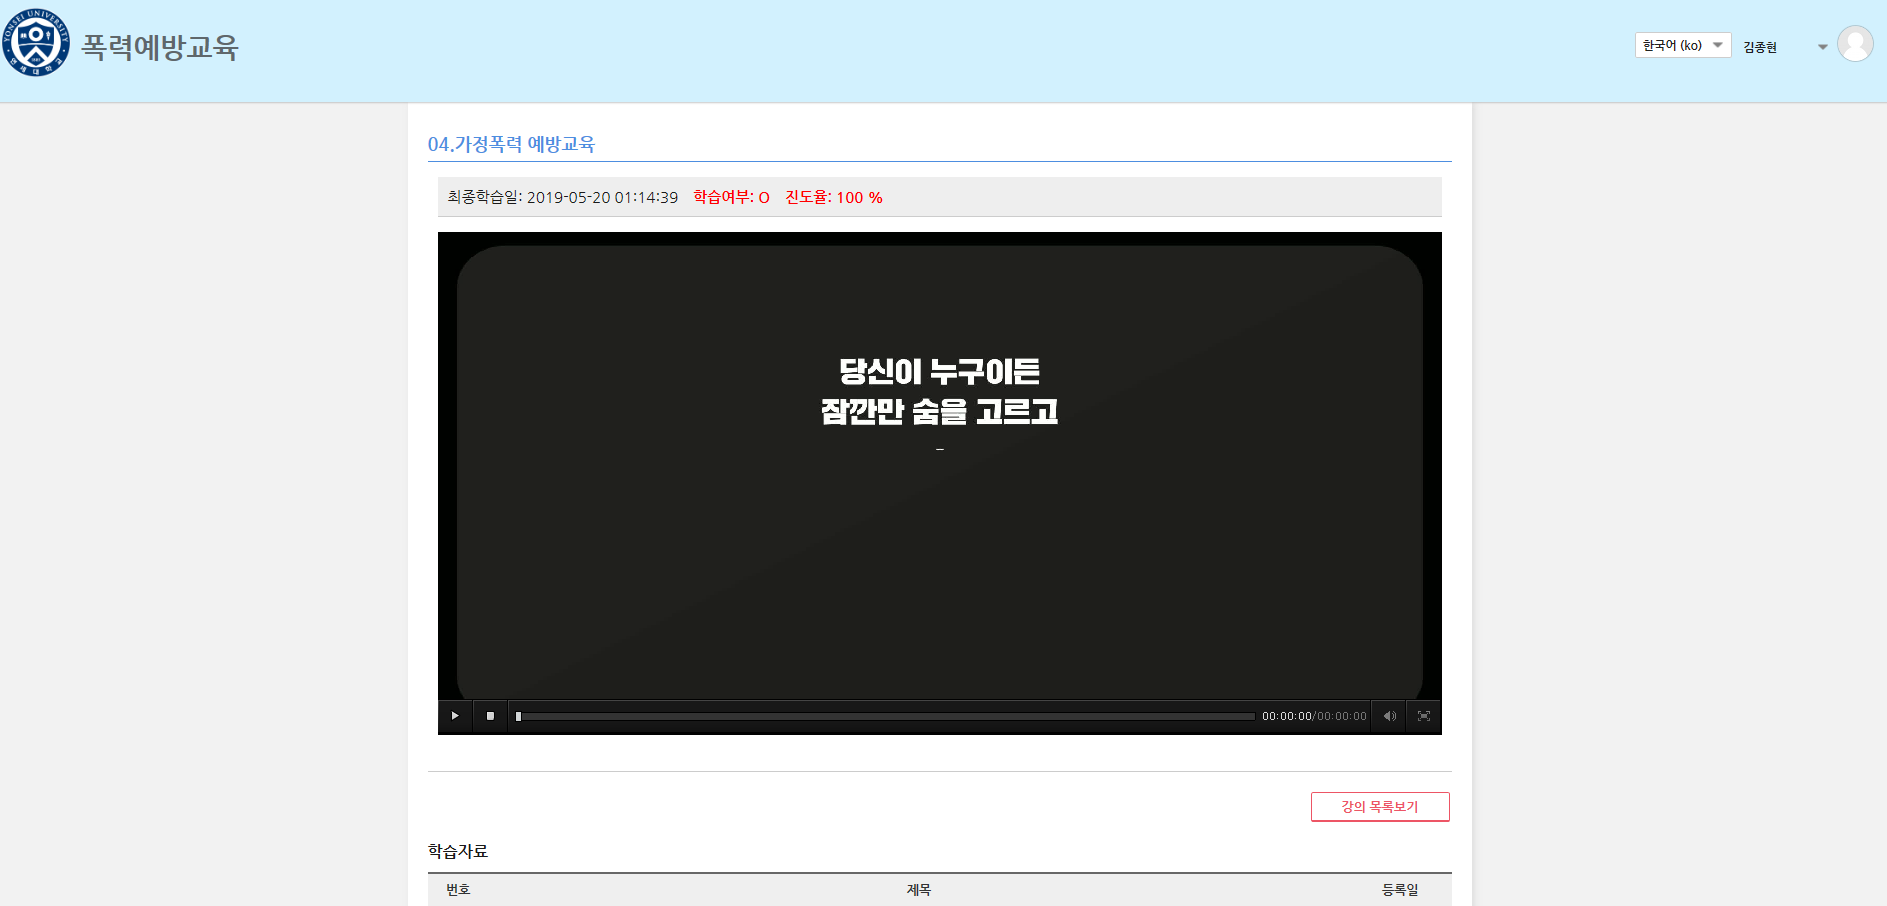 YONSEI UNIVERSITY
연세대학교
폭력예방교육
한국어 (ko)
김종현
04.가정폭력 예방교육
최종학습일: 2019-05-20 01:14:39 학습여부: O 진도율: 100 %
당신이 누구이든
잠깐만 숨을 고르고
_
00:00:00/00:00:00
강의 목록보기
학습자료
번호 제목 등록일